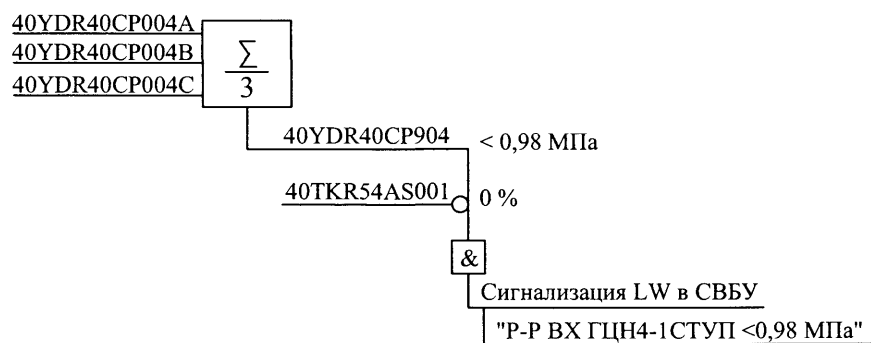 40YDR40CP004A
40YDR40CP004B
40YDR40CP004C
∑
3
40YDR40CP904 < 0,98 МПа
40TKR54AS001 0 %
&
Сигнализация LW в СВБУ
"Р-Р ВХ ГЦН4-1СТУП <0,98 МПа"